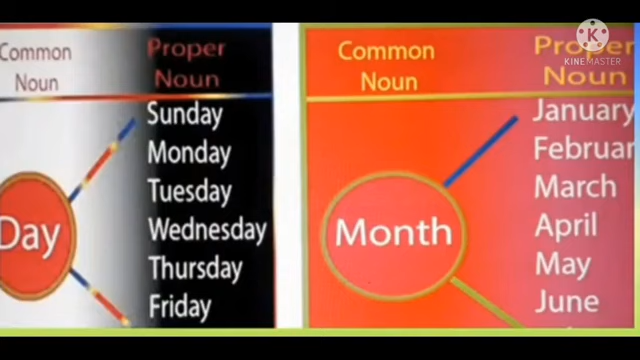 Common
Noun
Proper
Noun
Sunday
Monday
Tuesday
Wednesday
Thursday
Friday
Day
Common
Noun
Proper
Noun
January
Februar
March
April
May
June
Month
K
KINEMASTER